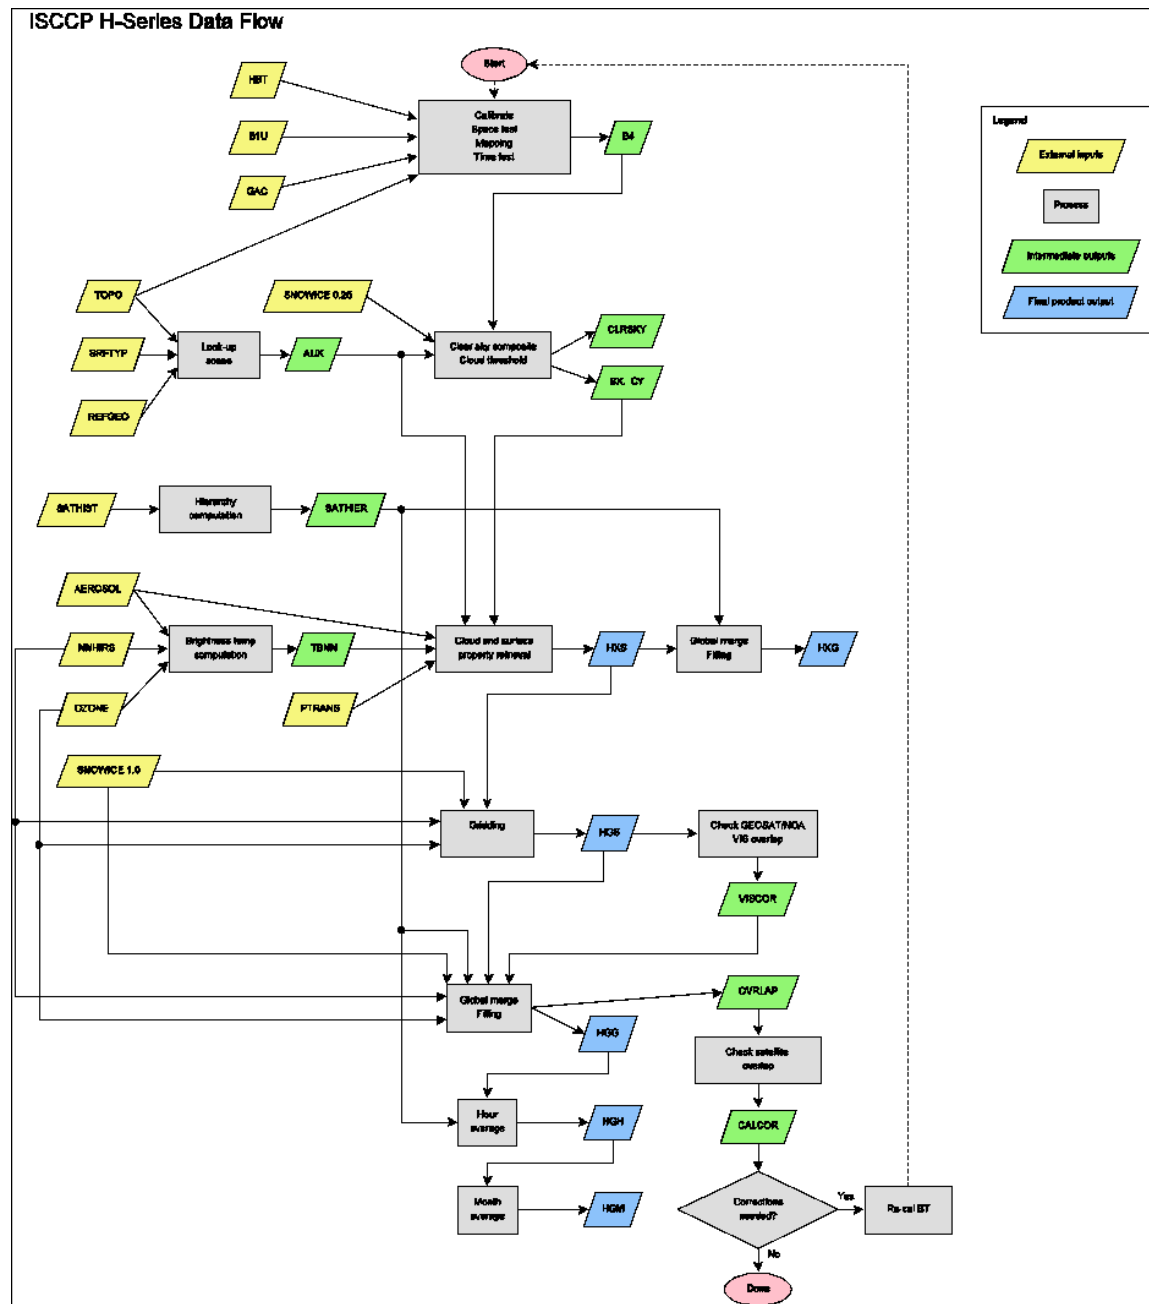 ISCCP H-Series Data Flow
Start
HBT
Calibrate
Space test
Mapping
Time test
B1U
B4
GAC
Legend
External inputs
Process
Intermediate outputs
Final product output
TOPO
SNOWICE 0.25
CLRSKY
SRFTYP
Look-up
scene
AUX
Clear sky composite
Cloud threshold
BX, CY
REFGEO
SATHIST
Hierarchy
computation
SATHIER
AEROSOL
NNHIRS
Brightness temp
computation
TBNN
Cloud and surface
property retrieval
HXS
Global merge
Filling
HXG
OZONE
PTRANS
SNOWICE 1.0
Gridding
HGS
Check GEOSAT/NOA
VIS overlap
VISCOR
Global merge
Filling
OVRLAP
HGG
Check satellite
overlap
Hour
average
HGH
CALCOR
Month
average
HGM
Corrections
needed?
Yes
Re-cal BT
No
Done